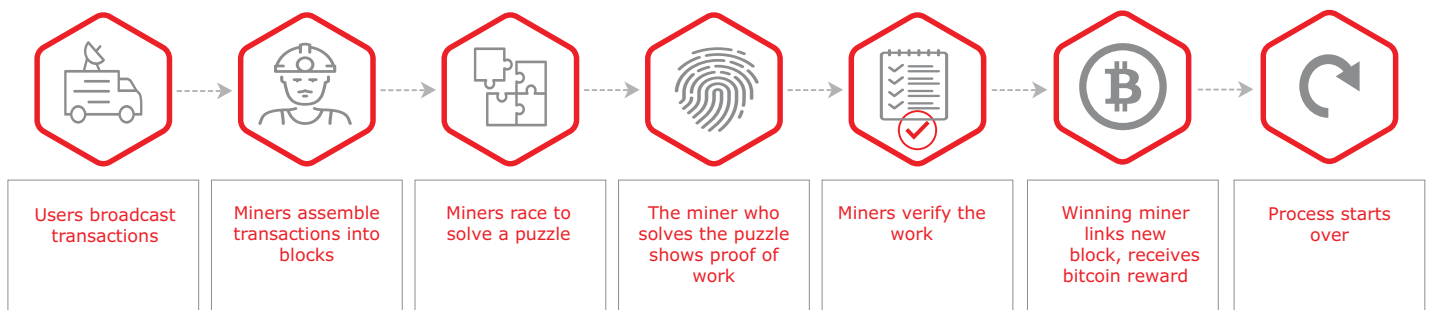 Users broadcast
transactions
Miners assemble
transactions into
blocks
Miners race to
solve a puzzle
The miner who
solves the puzzle
shows proof of
work
Miners verify the
work
Winning miner
links new
block, receives
bitcoin reward
Process starts
over